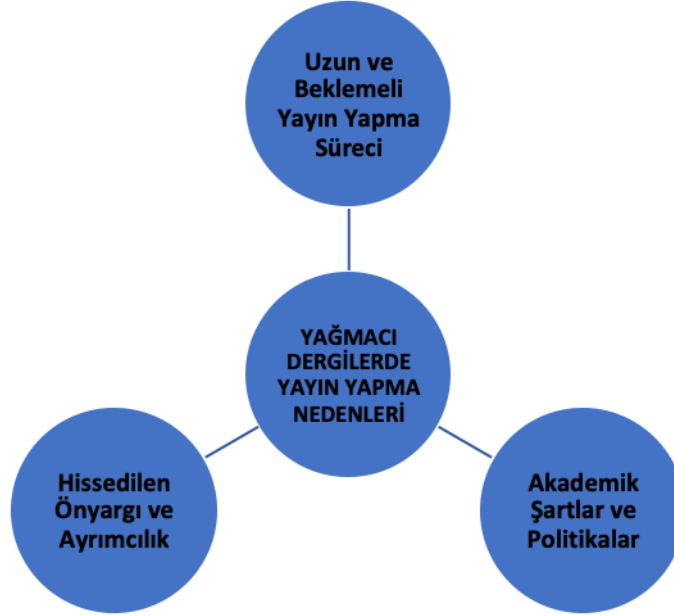 Uzun ve
Beklemeli
Yayın Yapma
Süreci
YAĞMACI
DERGİLERDE
YAYIN YAPMA
NEDENLERİ
Hissedilen
Önyargı ve
Ayrımcılık
Akademik
Şartlar ve
Politikalar